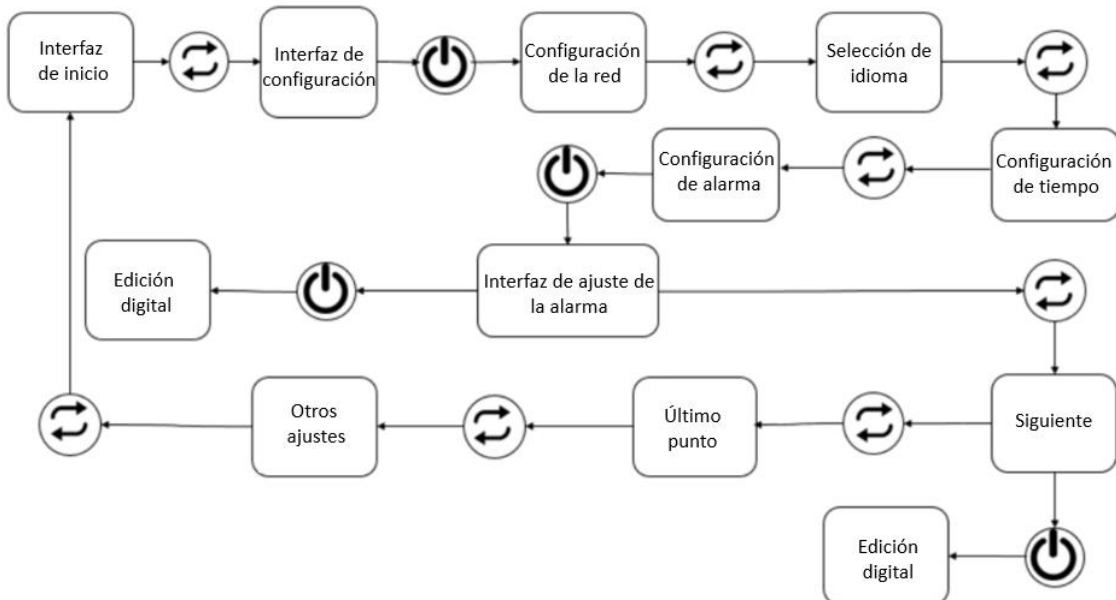 Interfaz
de inicio
Interfaz de
configuración
Configuración
de la red
Selección de
idioma
Configuración
de tiempo
Configuración
de alarma
Interfaz de ajuste de
la alarma
Edición
digital
Siguiente
Último
punto
Otros
ajustes
Edición
digital